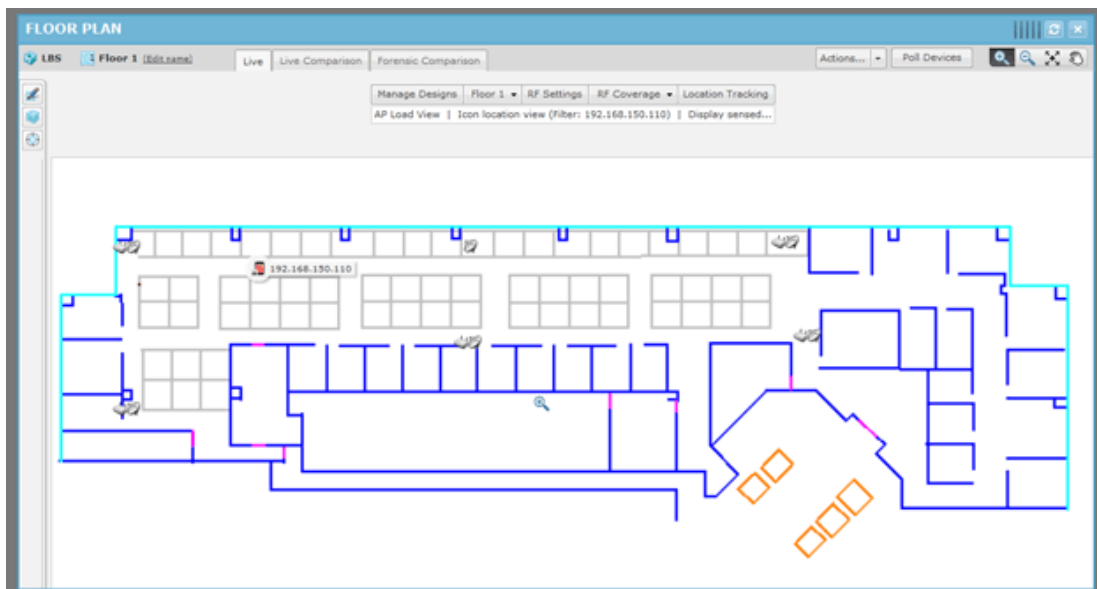 FLOOR PLAN
LBS Floor 1 [Edit name] Live Live Comparison Forensic Comparison Actions... Poll Devices
Manage Designs Floor 1 RF Settings RF Coverage Location Tracking
AP Load View | Icon location view (Filter: 192.168.150.110) | Display sensed...
192.168.150.110